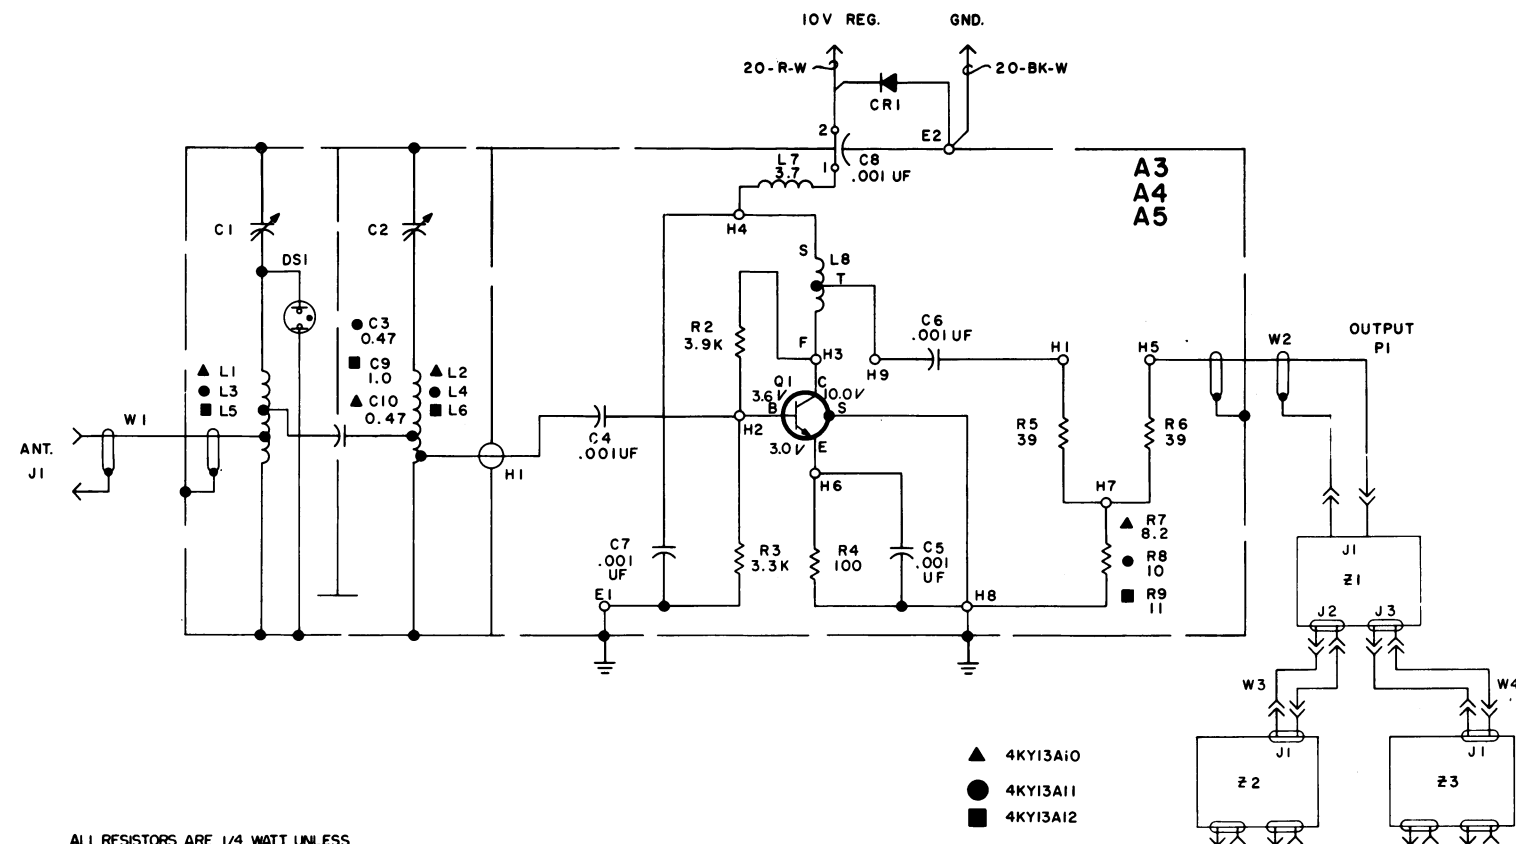 10V REG. GND.
20-R-W 20-BK-W
CR1
2 E2
L7
3.7
1 C8
.001 UF
A3
A4
A5
H4
C1 C2
DS1
S L8
T
C3
0.47
C9
1.0
C10
0.47
L1
L3
L5
L2
L4
L6
R2
3.9K
F H3
H9
C6
.001UF
H1 H5
W2
OUTPUT
P1
Q1 C
3.6V 10.0V
B S
H2
3.0V E
H6
W1
ANT.
J1
H1
C4
.001UF
R5
39
R6
39
H7
R7
8.2
R8
10
R9
11
C7
.001
UF
R3
3.3K
R4
100
C5
.001
UF
E1 H8
J1
Z1
J2 J3
W3 W4
J1 J1
Z2 Z3
4KY13A10
4KY13A11
4KY13A12
ALL RESISTORS ARE 1/4 WATT UNLESS